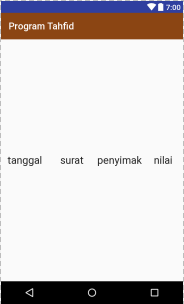 7:00
Program Tahfid
tanggal surat penyimak nilai